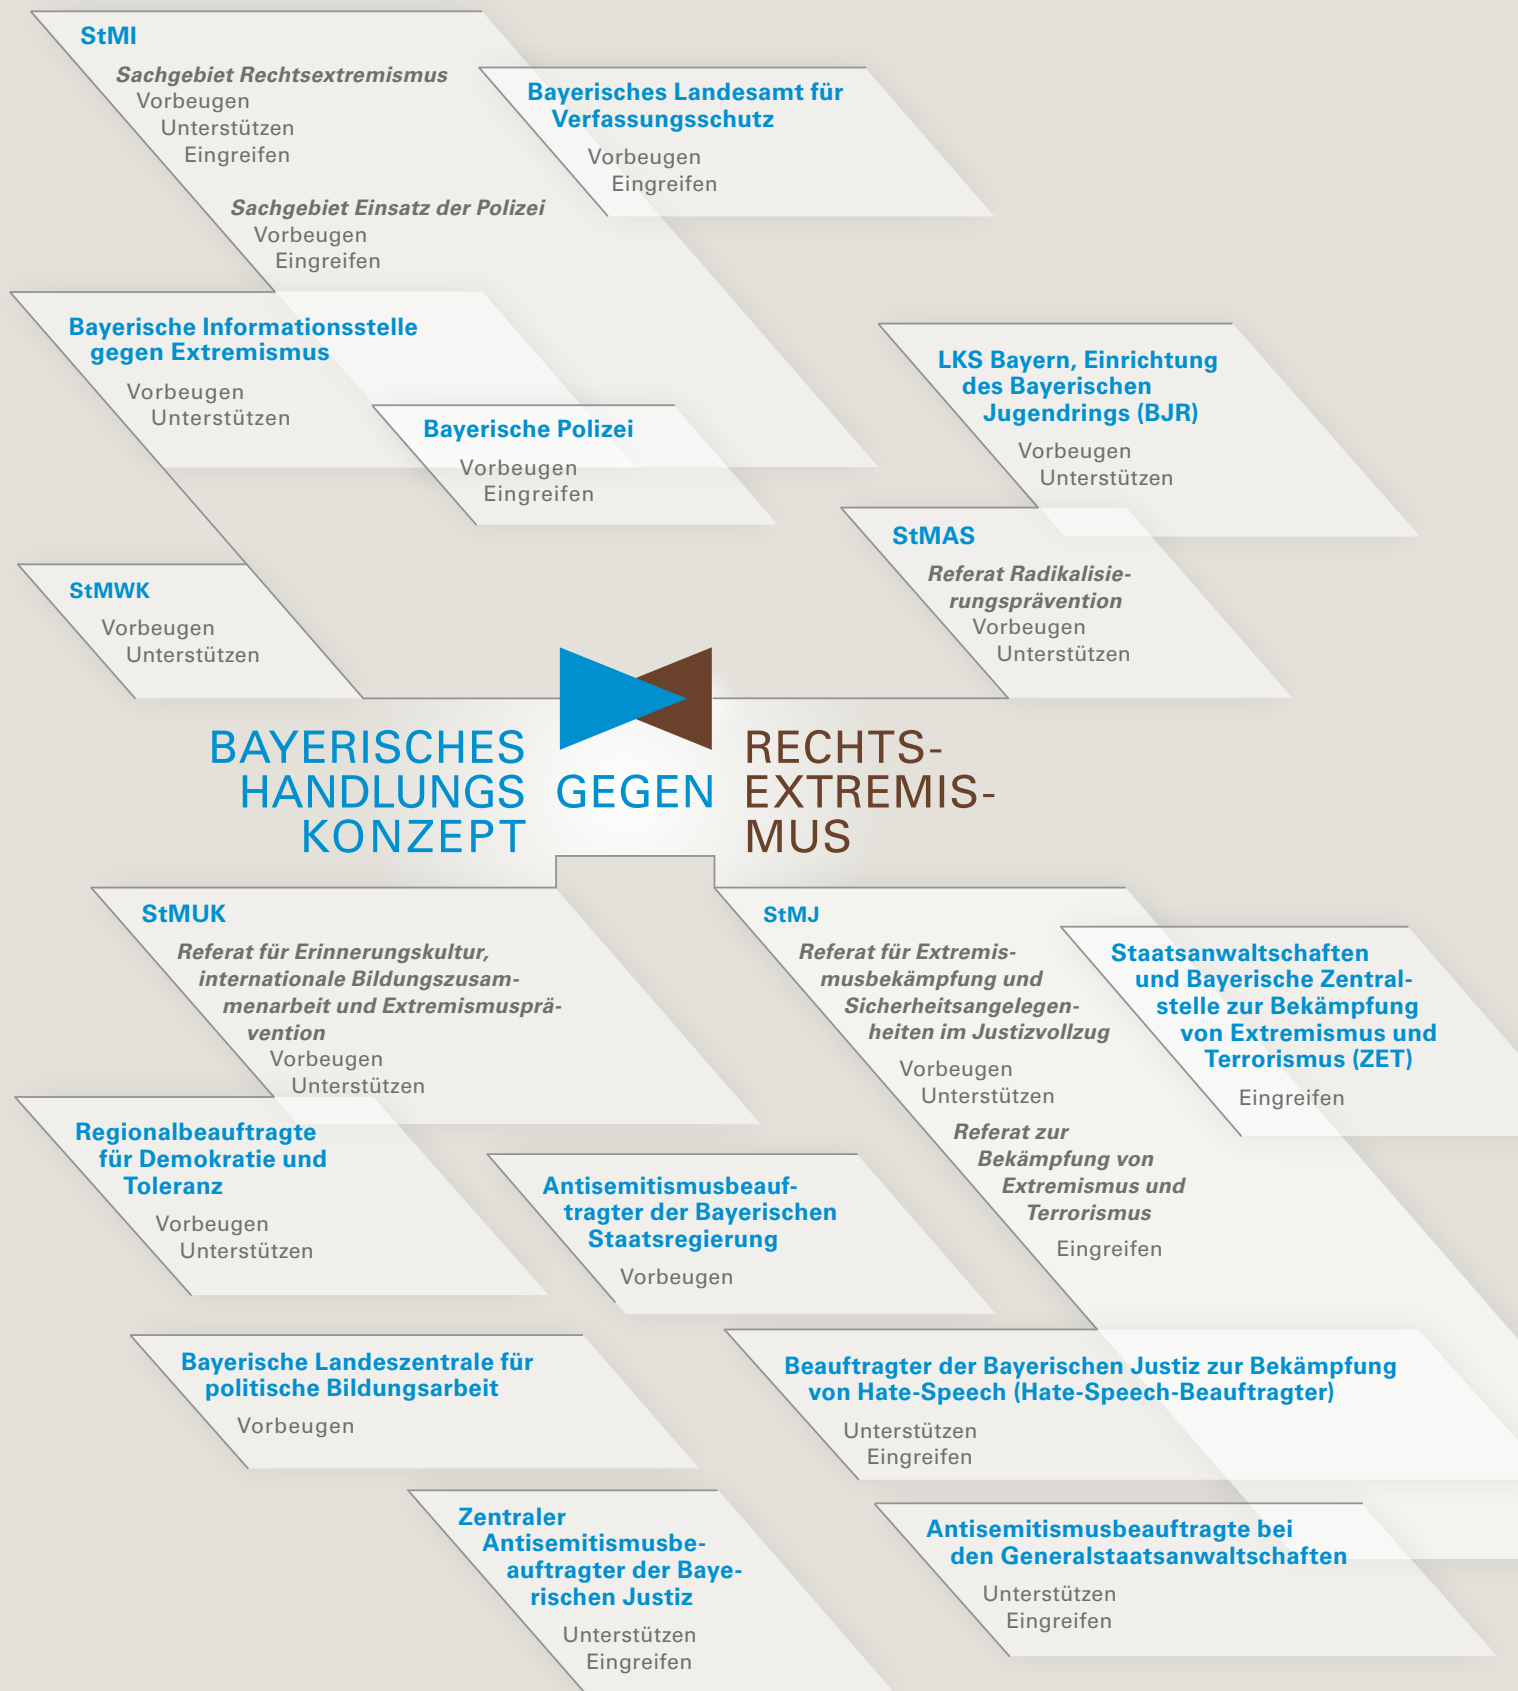 StMI
Sachgebiet Rechtsextremismus
Vorbeugen
Unterstützen
Eingreifen
Sachgebiet Einsatz der Polizei
Vorbeugen
Eingreifen
Bayerisches Landesamt für
Verfassungsschutz
Vorbeugen
Eingreifen
Bayerische Informationsstelle
gegen Extremismus
Vorbeugen
Unterstützen
Bayerische Polizei
Vorbeugen
Eingreifen
LKS Bayern, Einrichtung
des Bayerischen
Jugendrings (BJR)
Vorbeugen
Unterstützen
StMAS
Referat Radikalisie-
rungsprävention
Vorbeugen
Unterstützen
StMWK
Vorbeugen
Unterstützen
BAYERISCHES
HANDLUNGS
KONZEPT
GEGEN
RECHTS-
EXTREMIS-
MUS
StMUK
Referat für Erinnerungskultur,
internationale Bildungszusam-
menarbeit und Extremismusprä-
vention
Vorbeugen
Unterstützen
StMJ
Referat für Extremis-
musbekämpfung und
Sicherheitsangelegen-
heiten im Justizvollzug
Vorbeugen
Unterstützen
Referat zur
Bekämpfung von
Extremismus und
Terrorismus
Eingreifen
Staatsanwaltschaften
und Bayerische Zentral-
stelle zur Bekämpfung
von Extremismus und
Terrorismus (ZET)
Eingreifen
Regionalbeauftragte
für Demokratie und
Toleranz
Vorbeugen
Unterstützen
Antisemitismusbeauf-
tragter der Bayerischen
Staatsregierung
Vorbeugen
Bayerische Landeszentrale für
politische Bildungsarbeit
Vorbeugen
Beauftragter der Bayerischen Justiz zur Bekämpfung
von Hate-Speech (Hate-Speech-Beauftragter)
Unterstützen
Eingreifen
Zentraler
Antisemitismusbe-
auftragter der Baye-
rischen Justiz
Unterstützen
Eingreifen
Antisemitismusbeauftragte bei
den Generalstaatsanwaltschaften
Unterstützen
Eingreifen